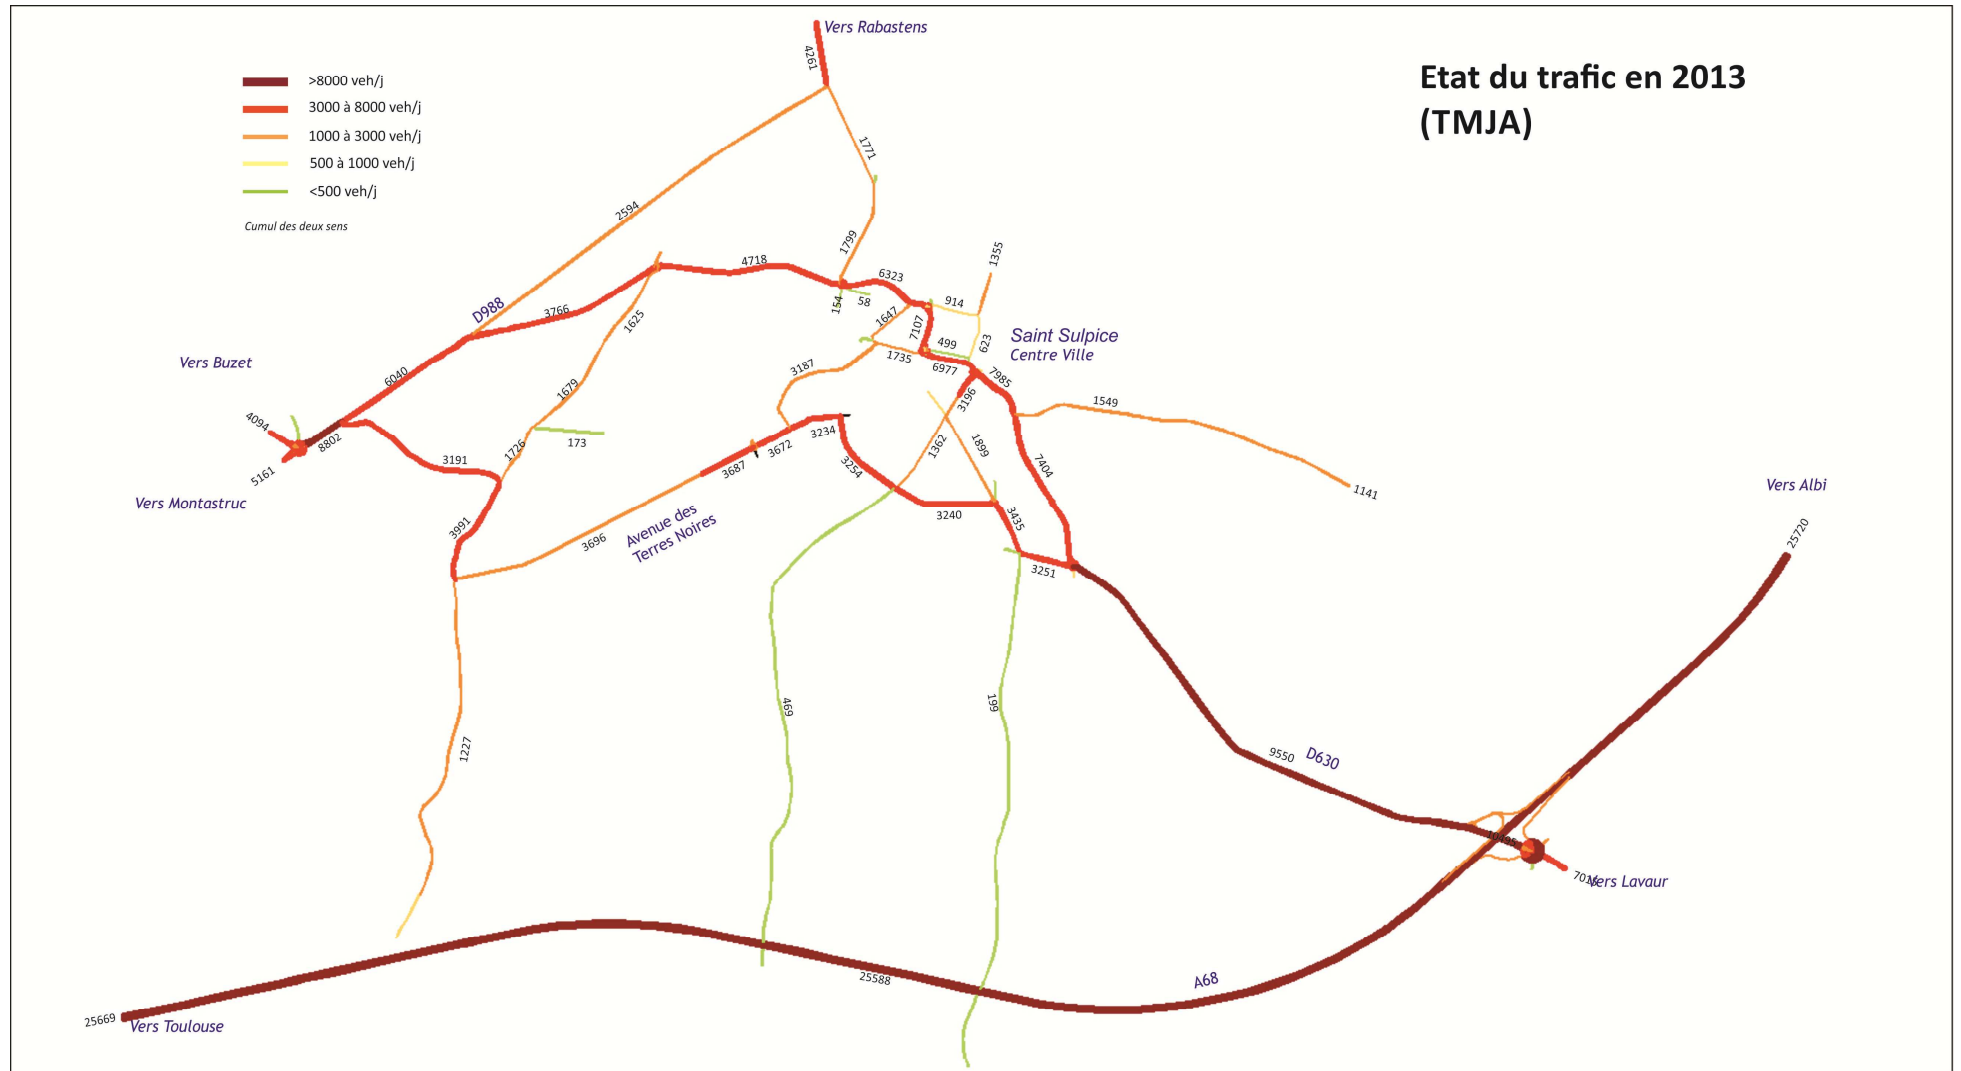 Vers Rabastens
4261
>8000 veh/j
3000 à 8000 veh/j
1000 à 3000 veh/j
500 à 1000 veh/j
<500 veh/j
Cumul des deux sens
Etat du trafic en 2013
(TMJA)
1771
2594
1799
1355
4718
6323
154
58
914
D988
3766
1625
1647
7107
499
623
Saint Sulpice
Centre Ville
1735
6977
Vers Buzet
6040
3187
7985
1679
3196
1549
4094
8802
173
1726
3234
3672
1362
1899
3191
3687
3254
7404
5161
1141
Vers Montastruc
Vers Albi
3991
3696
Avenue des
Terres Noires
3240
3435
25720
3251
469
199
1227
9550
D630
10495
Vers Lavaur
25588
A68
25669
Vers Toulouse